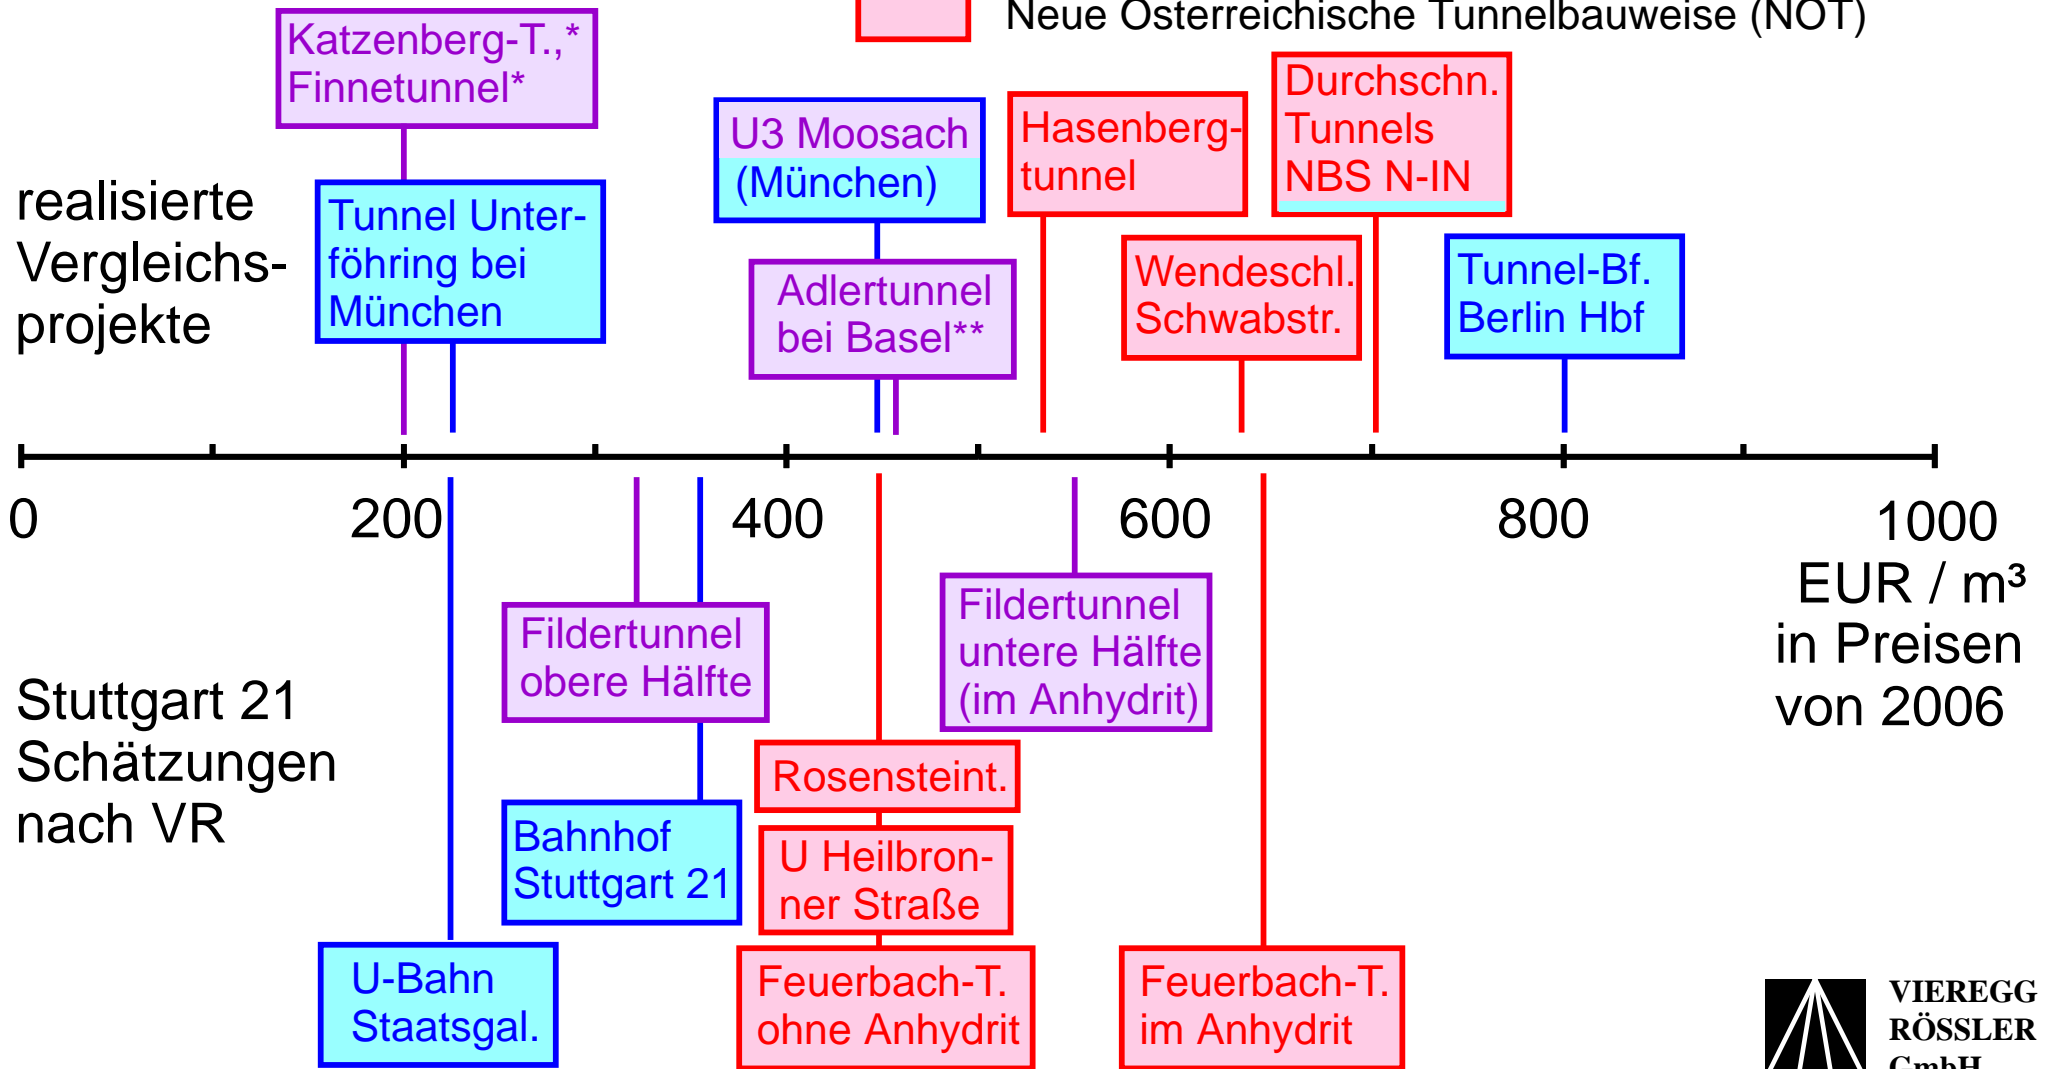 Neue Österreichische Tunnelbauweise (NÖT)
Katzenberg-T.,*
Finnetunnel*
Durchschn.
Tunnels
NBS N-IN
U3 Moosach
(München)
Hasenberg-
tunnel
realisierte
Vergleichs-
projekte
Tunnel Unter-
föhring bei
München
Adlertunnel
bei Basel**
Wendeschl.
Schwabstr.
Tunnel-Bf.
Berlin Hbf
0 200 400 600 800 1000
EUR / m³
in Preisen
von 2006
Stuttgart 21
Schätzungen
nach VR
Fildertunnel
obere Hälfte
Fildertunnel
untere Hälfte
(im Anhydrit)
Rosensteint.
Bahnhof
Stuttgart 21
U Heilbron-
ner Straße
U-Bahn
Staatsgal.
Feuerbach-T.
ohne Anhydrit
Feuerbach-T.
im Anhydrit
VIEREGG
RÖSSLER
GmbH